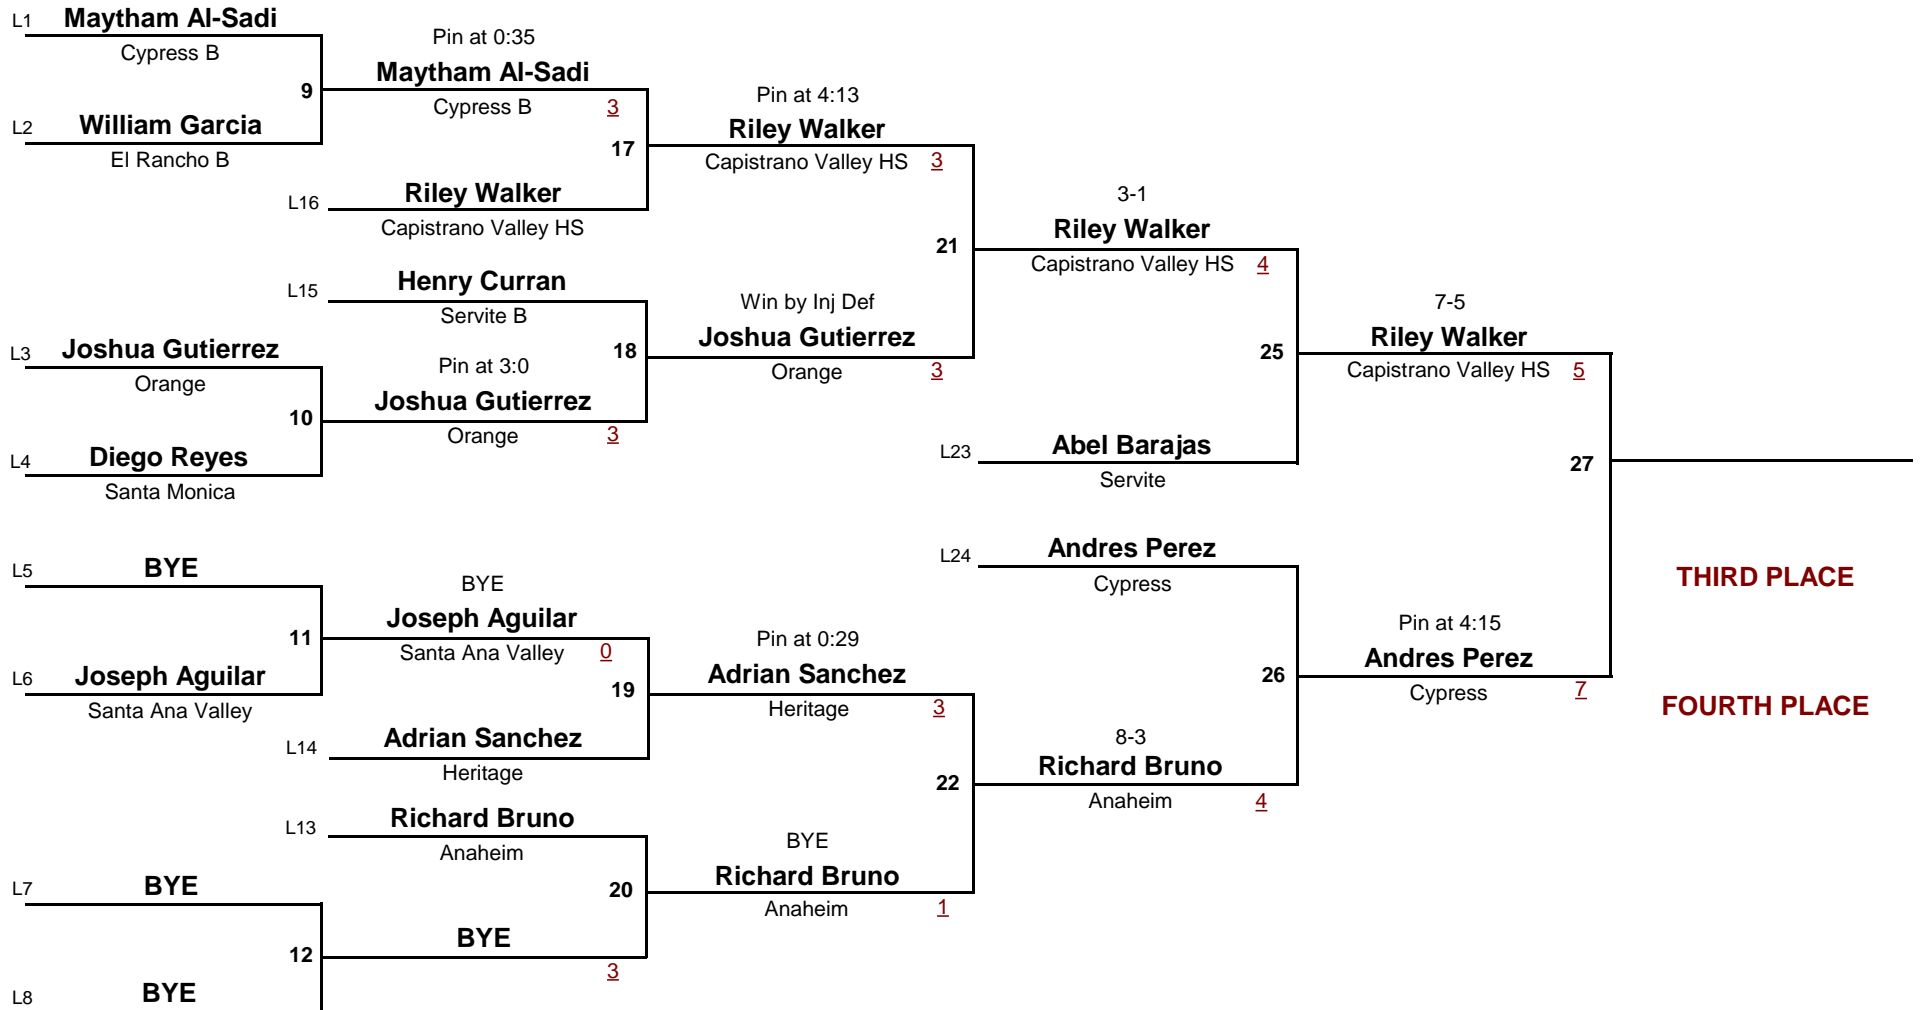 L1 Maytham Al-Sadi
Cypress B
9
L2 William Garcia
El Rancho B
Pin at 0:35
Maytham Al-Sadi
Cypress B 3
17
L16 Riley Walker
Capistrano Valley HS
Pin at 4:13
Riley Walker
Capistrano Valley HS 3
21
L15 Henry Curran
Servite B
18
L3 Joshua Gutierrez
Orange
10
L4 Diego Reyes
Santa Monica
Pin at 3:0
Joshua Gutierrez
Orange 3
Win by Inj Def
Joshua Gutierrez
Orange 3
3-1
Riley Walker
Capistrano Valley HS 4
25
L23 Abel Barajas
Servite
7-5
Riley Walker
Capistrano Valley HS 5
27
L5 BYE
11
L6 Joseph Aguilar
Santa Ana Valley
BYE
Joseph Aguilar
Santa Ana Valley 0
19
L14 Adrian Sanchez
Heritage
Pin at 0:29
Adrian Sanchez
Heritage 3
22
L13 Richard Bruno
Anaheim
20
L7 BYE
12
L8 BYE
BYE
3
BYE
Richard Bruno
Anaheim 1
8-3
Richard Bruno
Anaheim 4
L24 Andres Perez
Cypress
26
Pin at 4:15
Andres Perez
Cypress 7
THIRD PLACE
FOURTH PLACE